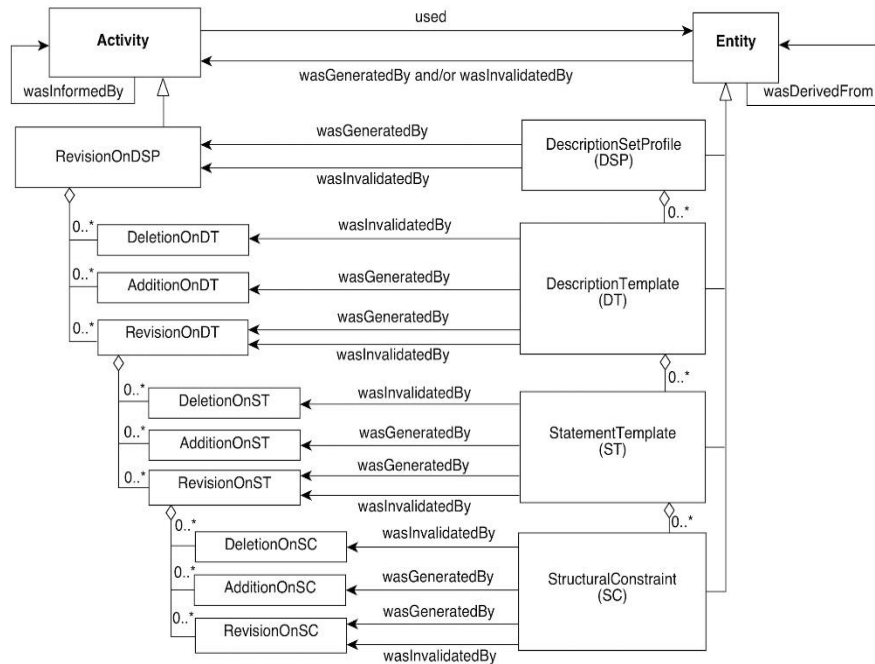 used
Activity
Entity
wasGeneratedBy and/or wasInvalidatedBy
wasInformedBy
wasDerivedFrom
RevisionOnDSP
wasGeneratedBy
wasInvalidatedBy
DescriptionSetProfile
(DSP)
0..*
0..*
DeletionOnDT
wasInvalidatedBy
0..*
AdditionOnDT
wasGeneratedBy
DescriptionTemplate
(DT)
0..*
RevisionOnDT
wasGeneratedBy
wasInvalidatedBy
0..*
0..*
DeletionOnST
wasInvalidatedBy
0..*
AdditionOnST
wasGeneratedBy
StatementTemplate
(ST)
0..*
RevisionOnST
wasGeneratedBy
wasInvalidatedBy
0..*
0..*
DeletionOnSC
wasInvalidatedBy
0..*
AdditionOnSC
wasGeneratedBy
StructuralConstraint
(SC)
0..*
RevisionOnSC
wasGeneratedBy
wasInvalidatedBy